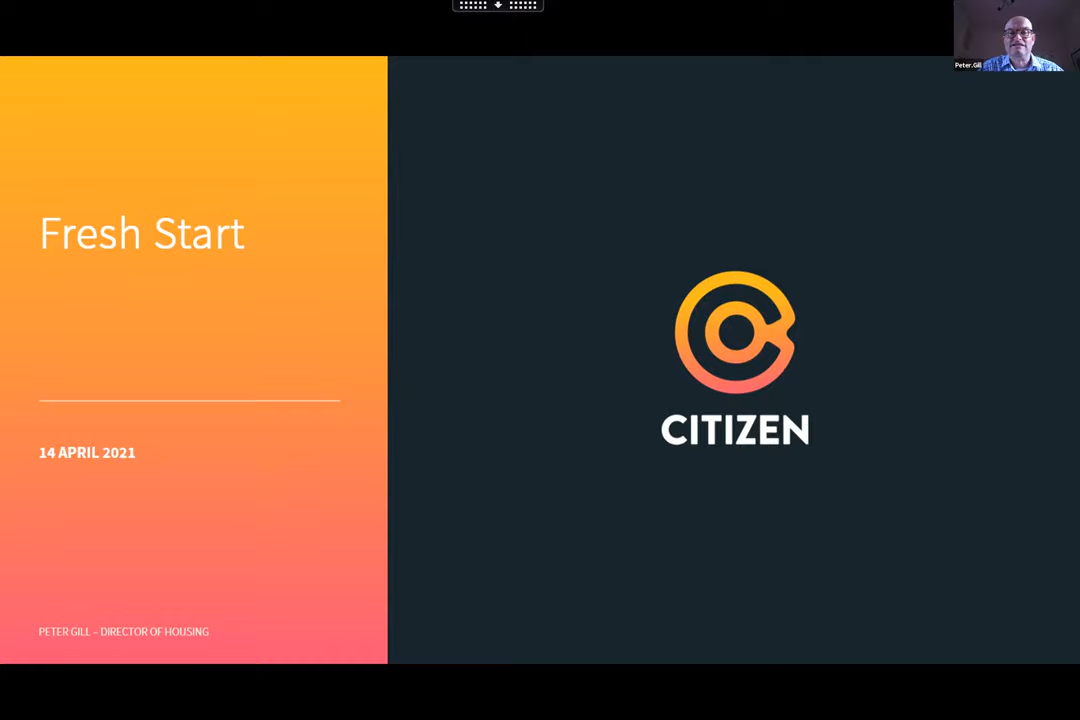 Peter.Gill
Fresh Start
CITIZEN
14 APRIL 2021
PETER GILL – DIRECTOR OF HOUSING